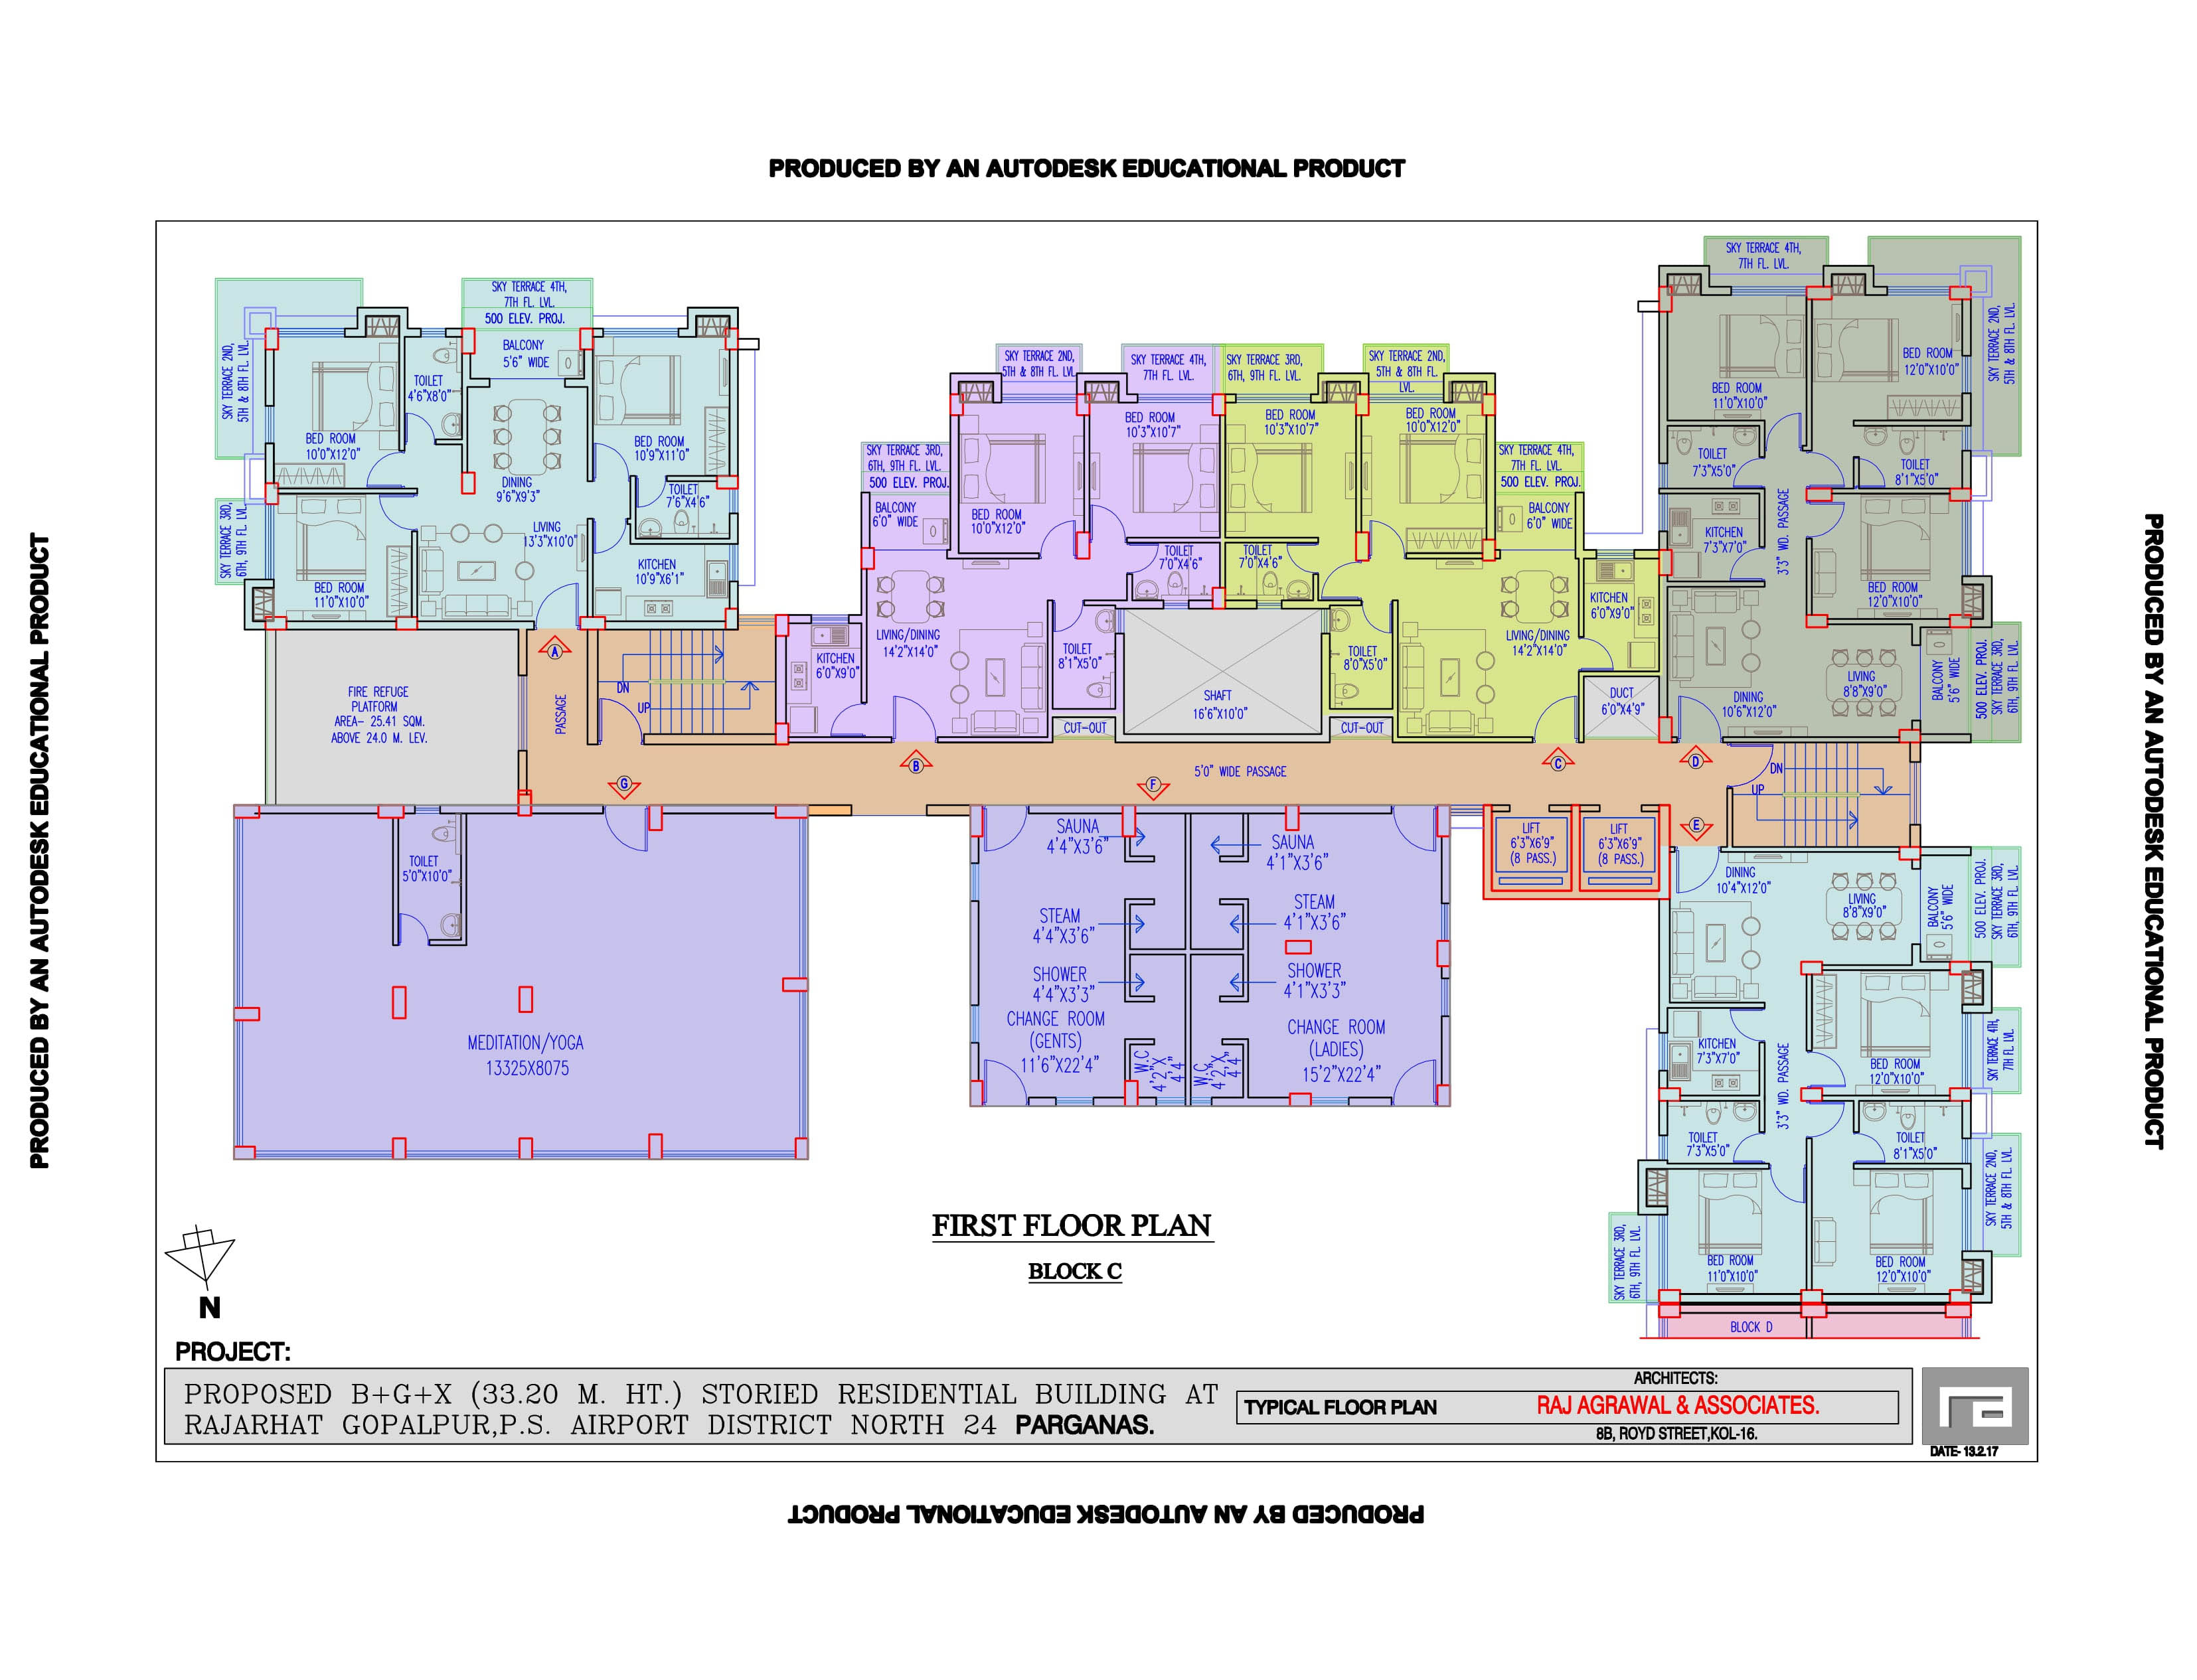 PRODUCED BY AN AUTODESK EDUCATIONAL PRODUCT
PRODUCED BY AN AUTODESK EDUCATIONAL PRODUCT
PRODUCED BY AN AUTODESK EDUCATIONAL PRODUCT
SKY TERRACE 2ND,
5TH & 8TH FL. LVL.
SKY TERRACE 3RD,
6TH, 9TH FL. LVL.
SKY TERRACE 4TH,
7TH FL. LVL.
500 ELEV. PROJ.
BALCONY
5'6" WIDE
TOILET
4'6"X8'0"
BED ROOM
10'0"X12'0"
BED ROOM
10'9"X11'0"
DINING
9'6"X9'3"
TOILET
7'6"X4'6"
LIVING
13'3"X10'0"
KITCHEN
10'9"X6'1"
BED ROOM
11'0"X10'0"
A
FIRE REFUGE
PLATFORM
AREA- 25.41 SQM.
ABOVE 24.0 M. LEV.
PASSAGE
DN
UP
G
SKY TERRACE 3RD,
6TH, 9TH FL. LVL.
500 ELEV. PROJ.
BALCONY
6'0" WIDE
SKY TERRACE 2ND,
5TH & 8TH FL. LVL
SKY TERRACE 4TH,
7TH FL. LVL.
BED ROOM
10'0"X12'0"
BED ROOM
10'3"X10'7"
TOILET
7'0"X4'6"
LIVING/DINING
14'2"X14'0"
KITCHEN
6'0"X9'0"
TOILET
8'1"X5'0"
CUT-OUT
B
SHAFT
16'6"X10'0"
SKY TERRACE 3RD,
6TH, 9TH FL. LVL.
SKY TERRACE 2ND,
5TH & 8TH FL.
LVL.
BED ROOM
10'3"X10'7"
BED ROOM
10'0"X12'0"
SKY TERRACE 4TH,
7TH FL. LVL.
500 ELEV. PROJ.
BALCONY
6'0" WIDE
TOILET
7'0"X4'6"
KITCHEN
6'0"X9'0"
LIVING/DINING
14'2"X14'0"
TOILET
8'0"X5'0"
CUT-OUT
DUCT
6'0"X4'9"
C
5'0" WIDE PASSAGE
F
SKY TERRACE 4TH,
7TH FL. LVL.
SKY TERRACE 2ND,
5TH & 8TH FL. LVL.
BED ROOM
11'0"X10'0"
BED ROOM
12'0"X10'0"
TOILET
7'3"X5'0"
TOILET
8'1"X5'0"
KITCHEN
7'3"X7'0"
3'3" WD. PASSAGE
BED ROOM
12'0"X10'0"
DINING
10'6"X12'0"
LIVING
8'8"X9'0"
BALCONY
5'6" WIDE
500 ELEV. PROJ.
SKY TERRACE 3RD,
6TH, 9TH FL. LVL.
D
DN
UP
E
LIFT
6'3"X6'9"
(8 PASS.)
LIFT
6'3"X6'9"
(8 PASS.)
TOILET
5'0"X10'0"
MEDITATION/YOGA
13325X8075
SAUNA
4'4"X3'6"
STEAM
4'4"X3'6"
SHOWER
4'4"X3'3"
CHANGE ROOM
(GENTS)
11'6"X22'4"
W.C
4'2"X
4'4"
SAUNA
4'1"X3'6"
STEAM
4'1"X3'6"
SHOWER
4'1"X3'3"
CHANGE ROOM
(LADIES)
15'2"X22'4"
W.C
4'2"X
4'4"
DINING
10'4"X12'0"
LIVING
8'8"X9'0"
BALCONY
5'6" WIDE
500 ELEV. PROJ.
SKY TERRACE 3RD,
6TH, 9TH FL. LVL.
KITCHEN
7'3"X7'0"
3'3" WD. PASSAGE
BED ROOM
12'0"X10'0"
SKY TERRACE 4TH,
7TH FL. LVL
TOILET
7'3"X5'0"
TOILET
8'1"X5'0"
SKY TERRACE 2ND,
5TH & 8TH FL. LVL.
BED ROOM
11'0"X10'0"
BED ROOM
12'0"X10'0"
SKY TERRACE 3RD,
6TH, 9TH FL. LVL.
BLOCK D
FIRST FLOOR PLAN
BLOCK C
N
PROJECT:
PROPOSED B+G+X (33.20 M. HT.) STORIED RESIDENTIAL BUILDING AT
RAJARHAT GOPALPUR,P.S. AIRPORT DISTRICT NORTH 24 PARGANAS.
TYPICAL FLOOR PLAN
ARCHITECTS:
RAJ AGRAWAL & ASSOCIATES.
8B, ROYD STREET,KOL-16.
ra
DATE- 13.2.17
PRODUCED BY AN AUTODESK EDUCATIONAL PRODUCT